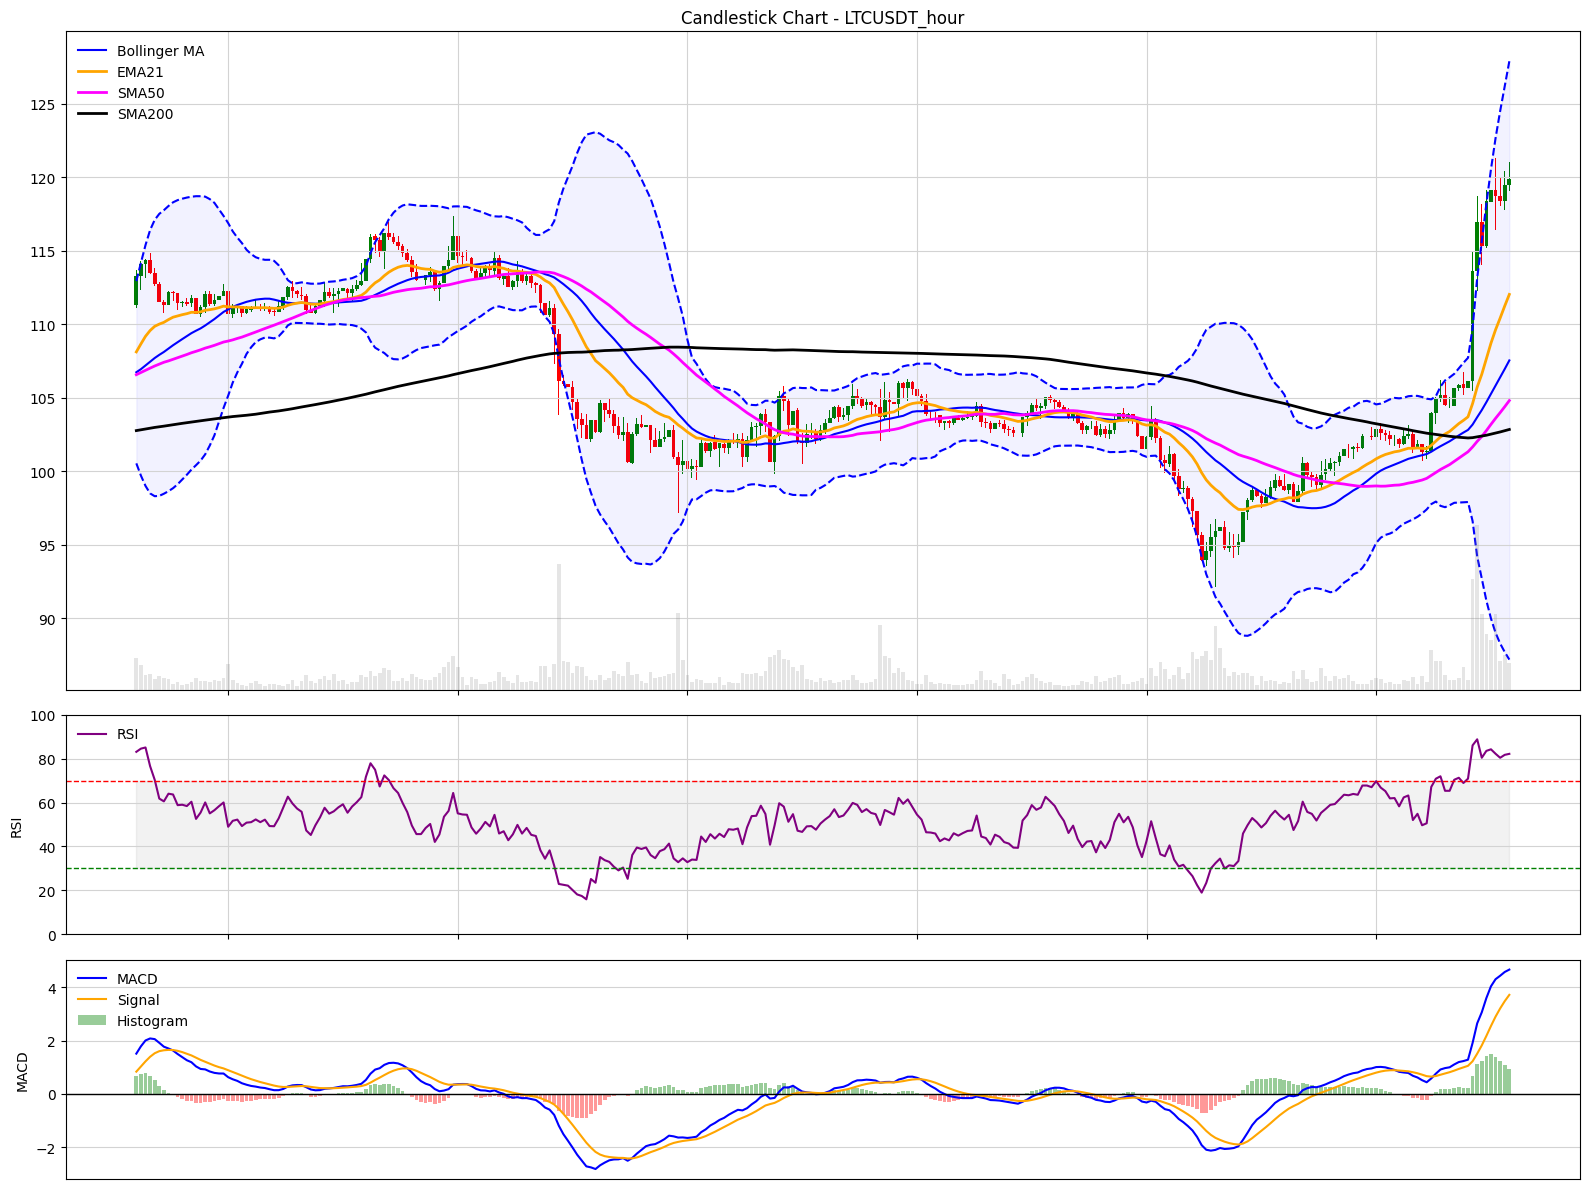 Candlestick Chart - LTCUSDT_hour
Bollinger MA
EMA21
SMA50
SMA200
125
120
115
110
105
100
95
90
RSI
100
80
60
40
20
0
RSI
MACD
Signal
Histogram
4
2
0
−2
MACD